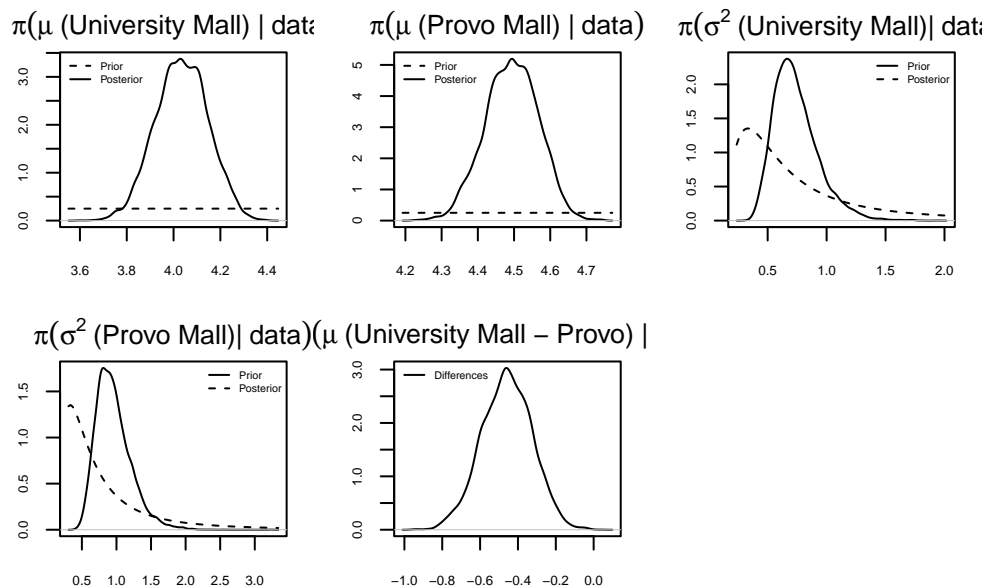 π(μ (University Mall) | data
Prior
Posterior
0.0 1.0 2.0 3.0
3.6 3.8 4.0 4.2 4.4
π(μ (Provo Mall) | data)
Prior
Posterior
0 1 2 3 4 5
4.2 4.3 4.4 4.5 4.6 4.7
π(σ² (University Mall)| data
Prior
Posterior
0.0 0.5 1.0 1.5 2.0
0.5 1.0 1.5 2.0
π(σ² (Provo Mall)| data)
Prior
Posterior
0.0 0.5 1.0 1.5
0.5 1.0 1.5 2.0 2.5 3.0
(μ (University Mall − Provo) |
Differences
0.0 1.0 2.0 3.0
−1.0 −0.8 −0.6 −0.4 −0.2 0.0